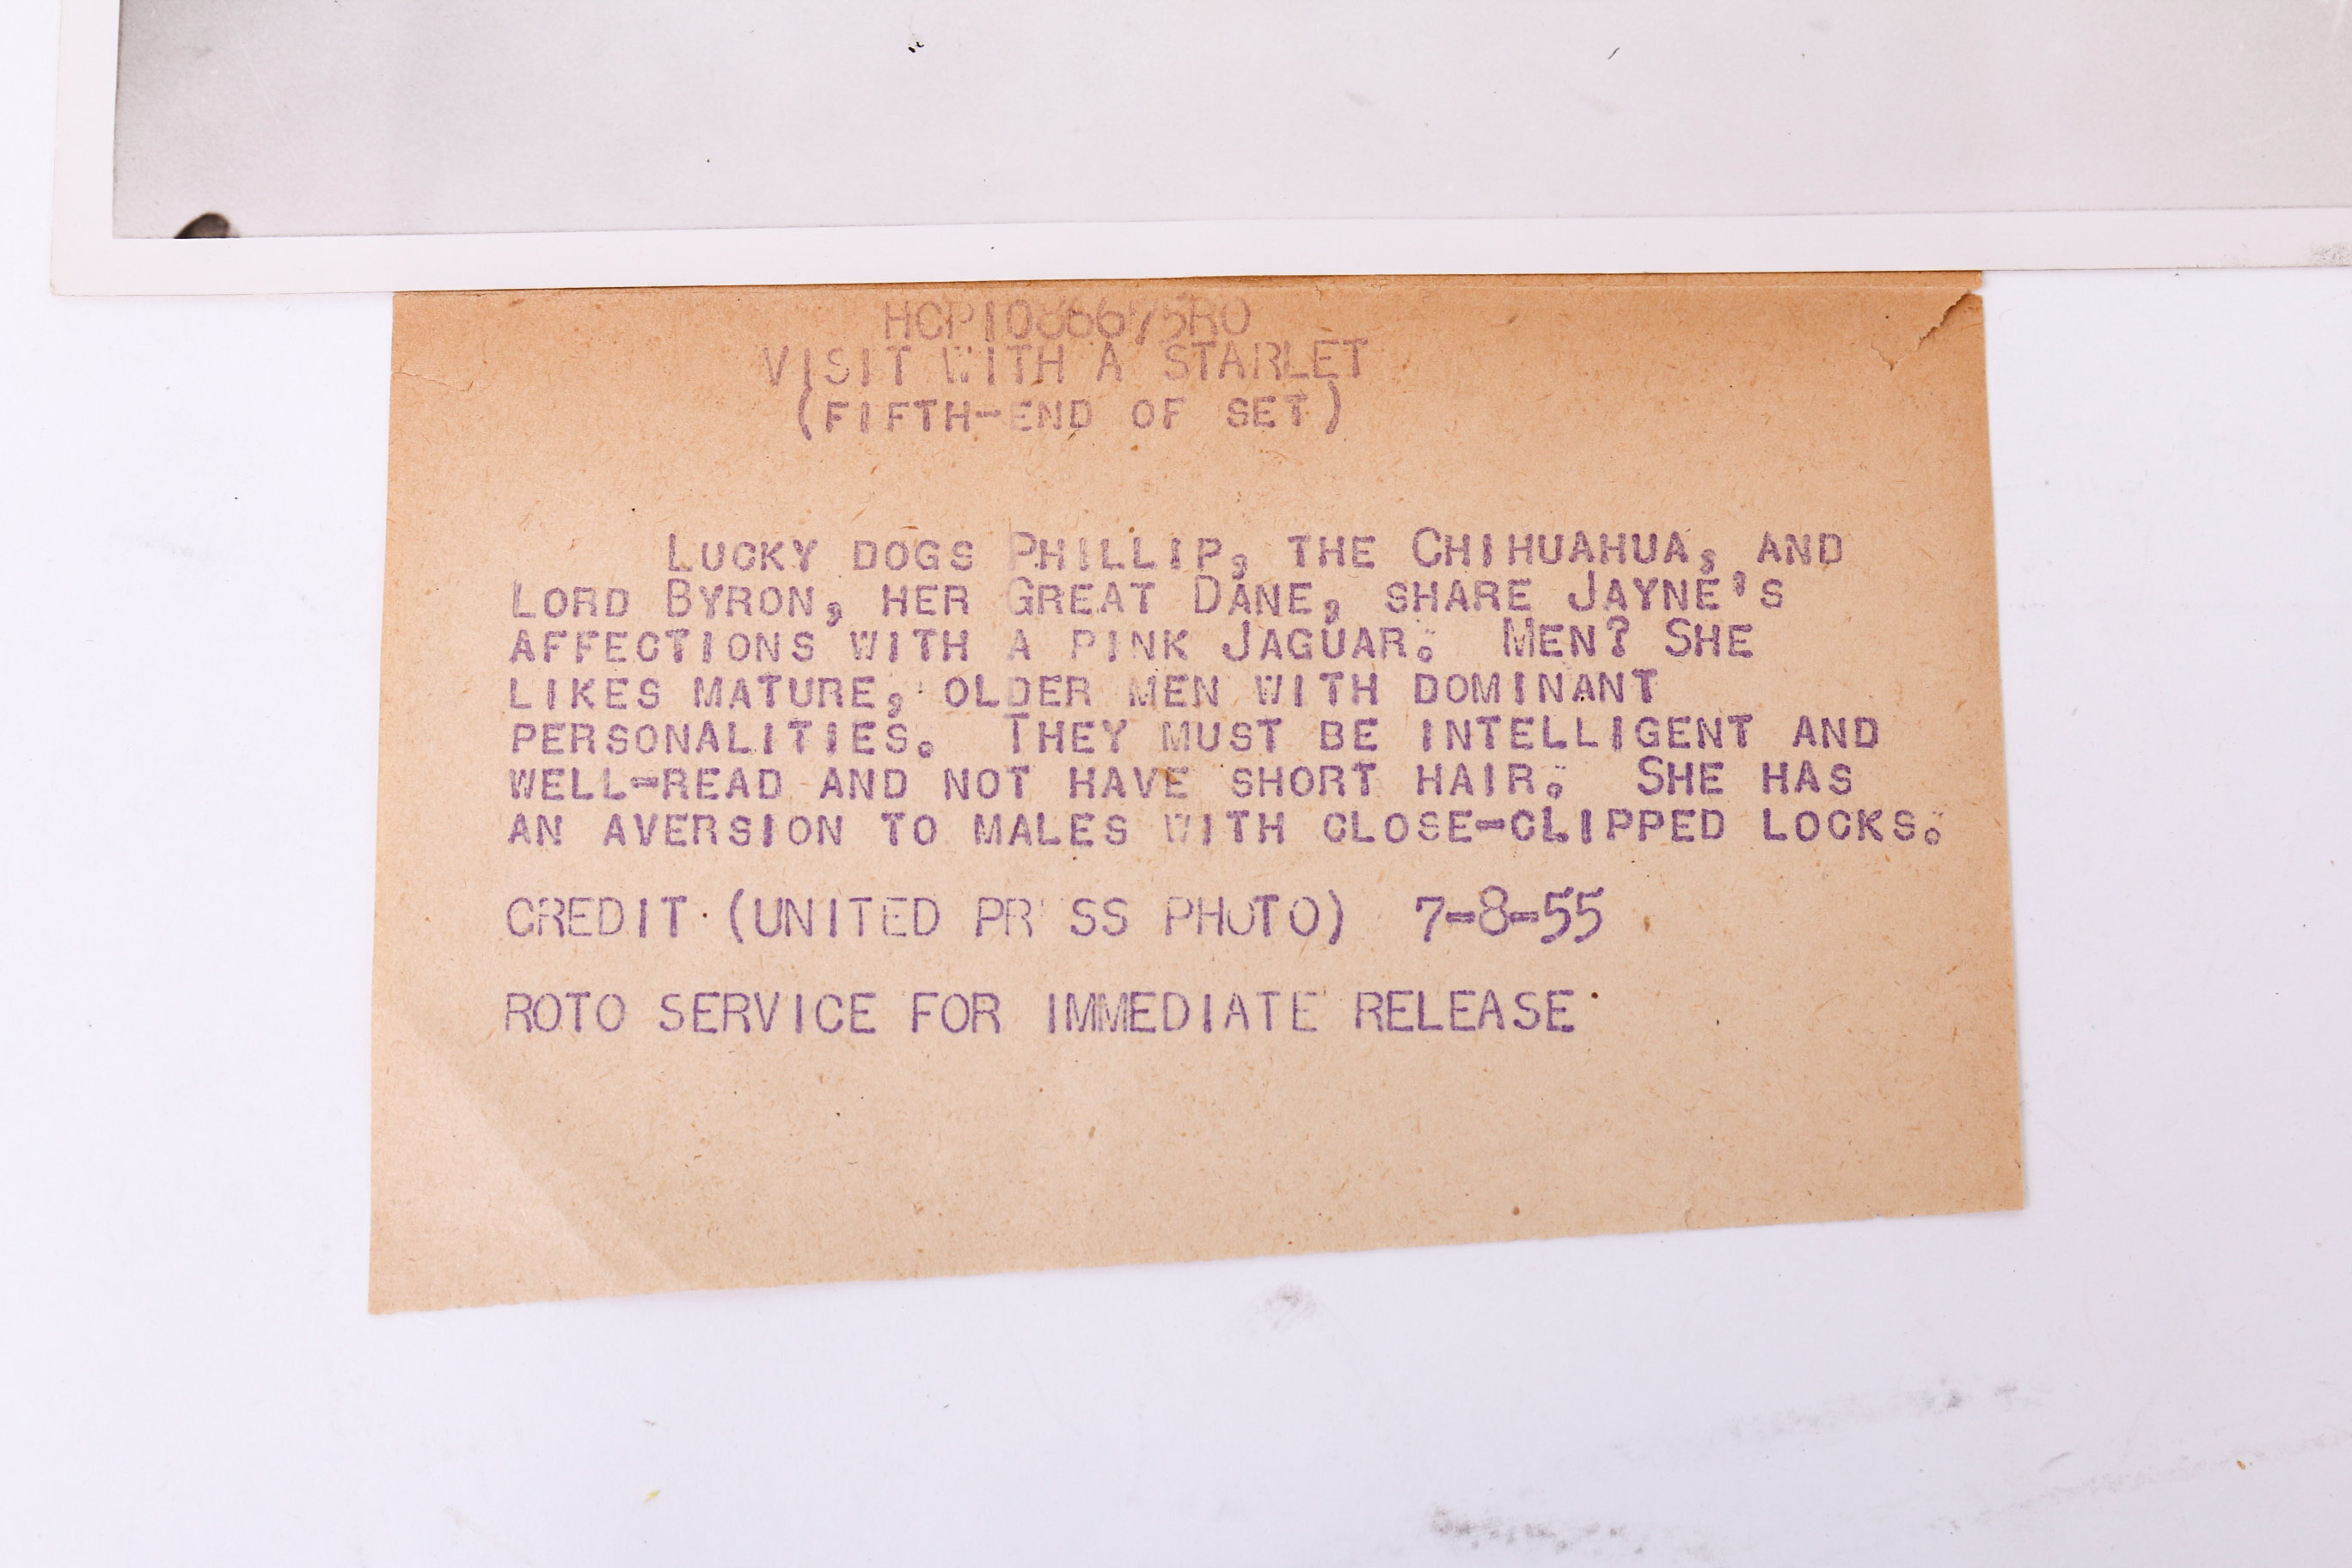 VISIT WITH A STARLET
(FIFTH-END OF SET)
LUCKY DOGS PHILLIP, THE CHIHUAHUA, AND
LORD BYRON, HER GREAT DANE, SHARE JAYNE'S
AFFECTIONS WITH A PINK JAGUAR. MEN? SHE
LIKES MATURE, OLDER MEN WITH DOMINANT
PERSONALITIES. THEY MUST BE INTELLIGENT AND
WELL-READ AND NOT HAVE SHORT HAIR. SHE HAS
AN AVERSION TO MALES WITH CLOSE-CLIPPED LOCKS.
CREDIT (UNITED PR SS PHOTO) 7-8-55
ROTO SERVICE FOR IMMEDIATE RELEASE